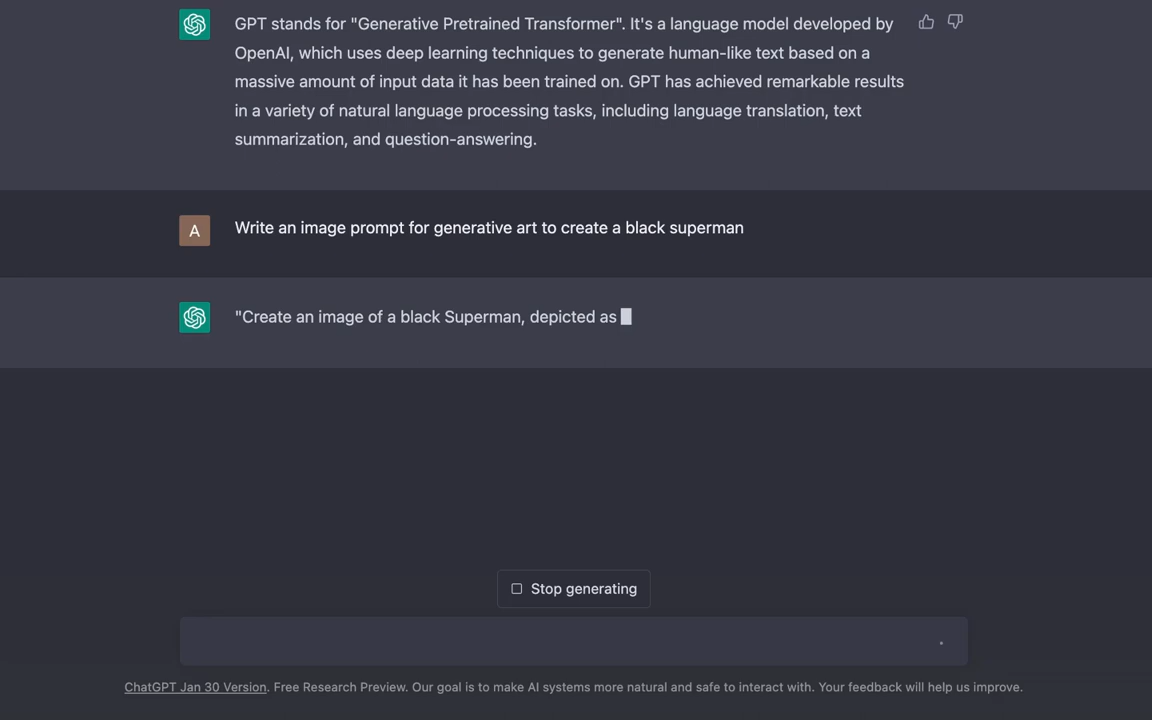 GPT stands for "Generative Pretrained Transformer". It's a language model developed by
OpenAI, which uses deep learning techniques to generate human-like text based on a
massive amount of input data it has been trained on. GPT has achieved remarkable results
in a variety of natural language processing tasks, including language translation, text
summarization, and question-answering.
A
Write an image prompt for generative art to create a black superman
"Create an image of a black Superman, depicted as
Stop generating
ChatGPT Jan 30 Version. Free Research Preview. Our goal is to make AI systems more natural and safe to interact with. Your feedback will help us improve.